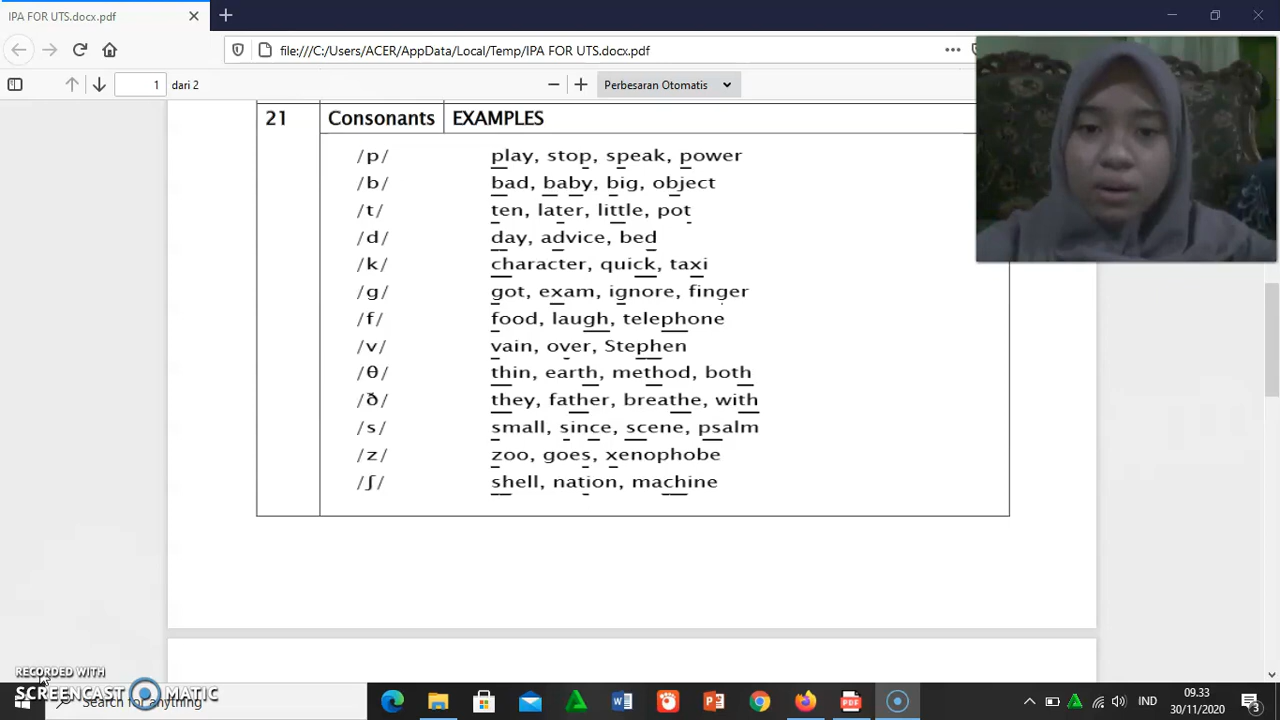 IPA FOR UTS.docx.pdf
file:///C:/Users/ACER/AppData/Local/Temp/IPA FOR UTS.docx.pdf
1 dari 2
Perbesaran Otomatis
21 Consonants EXAMPLES
/p/ play, stop, speak, power
/b/ bad, baby, big, object
/t/ ten, later, little, pot
/d/ day, advice, bed
/k/ character, quick, taxi
/g/ got, exam, ignore, finger
/f/ food, laugh, telephone
/v/ vain, over, Stephen
/θ/ thin, earth, method, both
/ð/ they, father, breathe, with
/s/ small, since, scene, psalm
/z/ zoo, goes, xenophobe
/ʃ/ shell, nation, machine
RECORDED WITH
SCREENCAST MATIC
Search for anything
IND
09.33
30/11/2020
3